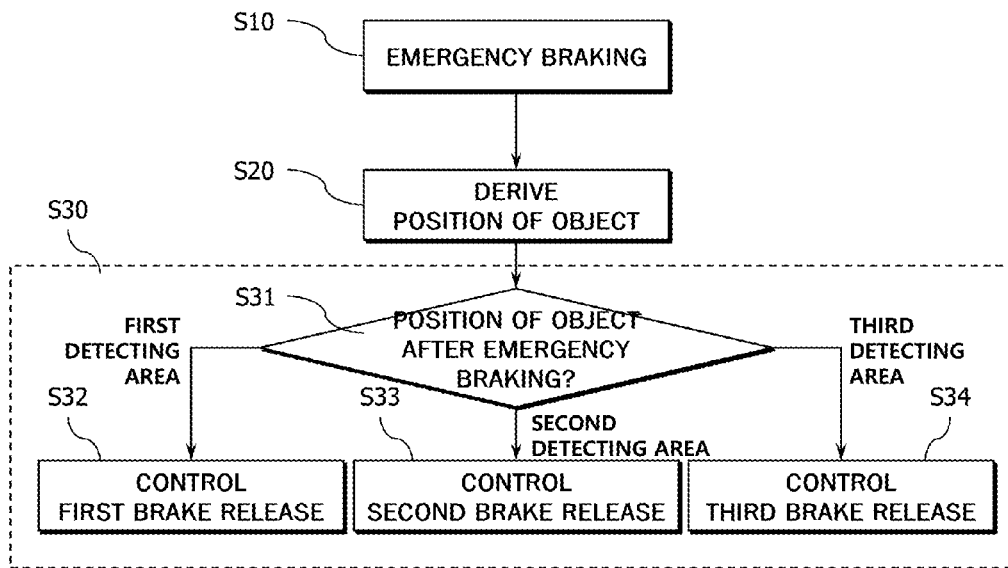 S10
EMERGENCY BRAKING
S20
DERIVE
POSITION OF OBJECT
S30
S31
POSITION OF OBJECT
AFTER EMERGENCY
BRAKING?
FIRST
DETECTING
AREA
THIRD
DETECTING
AREA
SECOND
DETECTING AREA
S32
CONTROL
FIRST BRAKE RELEASE
S33
CONTROL
SECOND BRAKE RELEASE
S34
CONTROL
THIRD BRAKE RELEASE